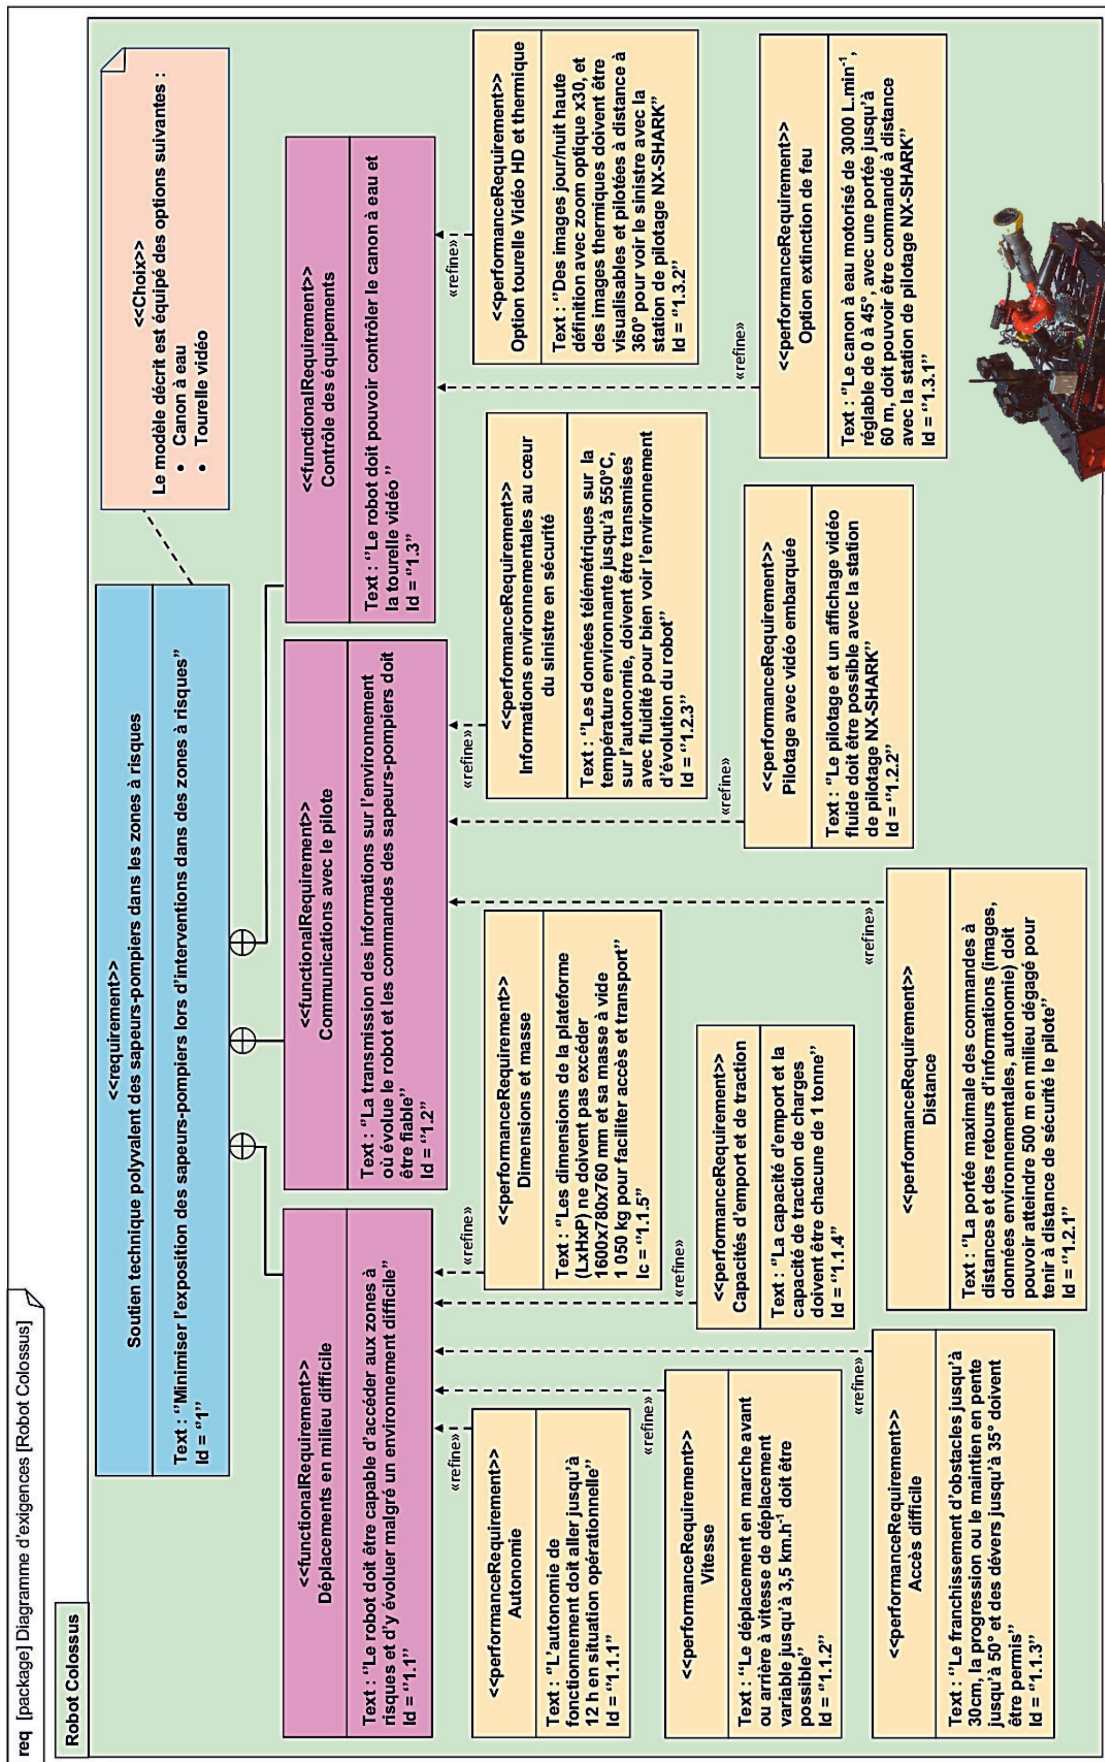 req [package] Diagramme d'exigences [Robot Colossus]
Robot Colossus
<<requirement>>
Soutien technique polyvalent des sapeurs-pompiers dans les zones à risques
Text : ‘‘Minimiser l'exposition des sapeurs-pompiers lors d'interventions dans des zones à risques’’
Id = ‘‘1’’
<<Choix>>
Le modèle décrit est équipé des options suivantes :
• Canon à eau
• Tourelle vidéo
<<functionalRequirement>>
Déplacements en milieu difficile
Text : ‘‘Le robot doit être capable d'accéder aux zones à
risques et d'y évoluer malgré un environnement difficile’’
Id = ‘‘1.1’’
<<functionalRequirement>>
Communications avec le pilote
Text : ‘‘La transmission des informations sur l'environnement
où évolue le robot et les commandes des sapeurs-pompiers doit
être fiable’’
Id = ‘‘1.2’’
<<functionalRequirement>>
Contrôle des équipements
Text : ‘‘Le robot doit pouvoir contrôler le canon à eau et
la tourelle vidéo’’
Id = ‘‘1.3’’
«refine»
<<performanceRequirement>>
Autonomie
Text : ‘‘L'autonomie de
fonctionnement doit aller jusqu'à
12 h en situation opérationnelle’’
Id = ‘‘1.1.1’’
«refine»
<<performanceRequirement>>
Dimensions et masse
Text : ‘‘Les dimensions de la plateforme
(LxHxP) ne doivent pas excéder
1600x780x760 mm et sa masse à vide
1 050 kg pour faciliter accès et transport’’
Ic = ‘‘1.1.5’’
«refine»
<<performanceRequirement>>
Informations environnementales au cœur
du sinistre en sécurité
Text : ‘‘Les données télémétriques sur la
température environnante jusqu'à 550°C,
sur l'autonomie, doivent être transmises
avec fluidité pour bien voir l'environnement
d'évolution du robot’’
Id = ‘‘1.2.3’’
«refine»
<<performanceRequirement>>
Option tourelle Vidéo HD et thermique
Text : ‘‘Des images jour/nuit haute
définition avec zoom optique x30, et
des images thermiques doivent être
visualisables et pilotées à distance à
360° pour voir le sinistre avec la
station de pilotage NX-SHARK’’
Id = ‘‘1.3.2’’
«refine»
<<performanceRequirement>>
Vitesse
Text : ‘‘Le déplacement en marche avant
ou arrière à vitesse de déplacement
variable jusqu'à 3,5 km.h⁻¹ doit être
possible’’
Id = ‘‘1.1.2’’
«refine»
<<performanceRequirement>>
Capacités d'emport et de traction
Text : ‘‘La capacité d'emport et la
capacité de traction de charges
doivent être chacune de 1 tonne’’
Id = ‘‘1.1.4’’
«refine»
<<performanceRequirement>>
Pilotage avec vidéo embarquée
Text : ‘‘Le pilotage et un affichage vidéo
fluide doit être possible avec la station
de pilotage NX-SHARK’’
Id = ‘‘1.2.2’’
«refine»
<<performanceRequirement>>
Option extinction de feu
Text : ‘‘Le canon à eau motorisé de 3000 L.min⁻¹,
réglable de 0 à 45°, avec une portée jusqu'à
60 m, doit pouvoir être commandé à distance
avec la station de pilotage NX-SHARK’’
Id = ‘‘1.3.1’’
«refine»
<<performanceRequirement>>
Accès difficile
Text : ‘‘Le franchissement d'obstacles jusqu'à
30cm, la progression ou le maintien en pente
jusqu'à 50° et des dévers jusqu'à 35° doivent
être permis’’
Id = ‘‘1.1.3’’
«refine»
<<performanceRequirement>>
Distance
Text : ‘‘La portée maximale des commandes à
distances et des retours d'informations (images,
données environnementales, autonomie) doit
pouvoir atteindre 500 m en milieu dégagé pour
tenir à distance de sécurité le pilote’’
Id = ‘‘1.2.1’’